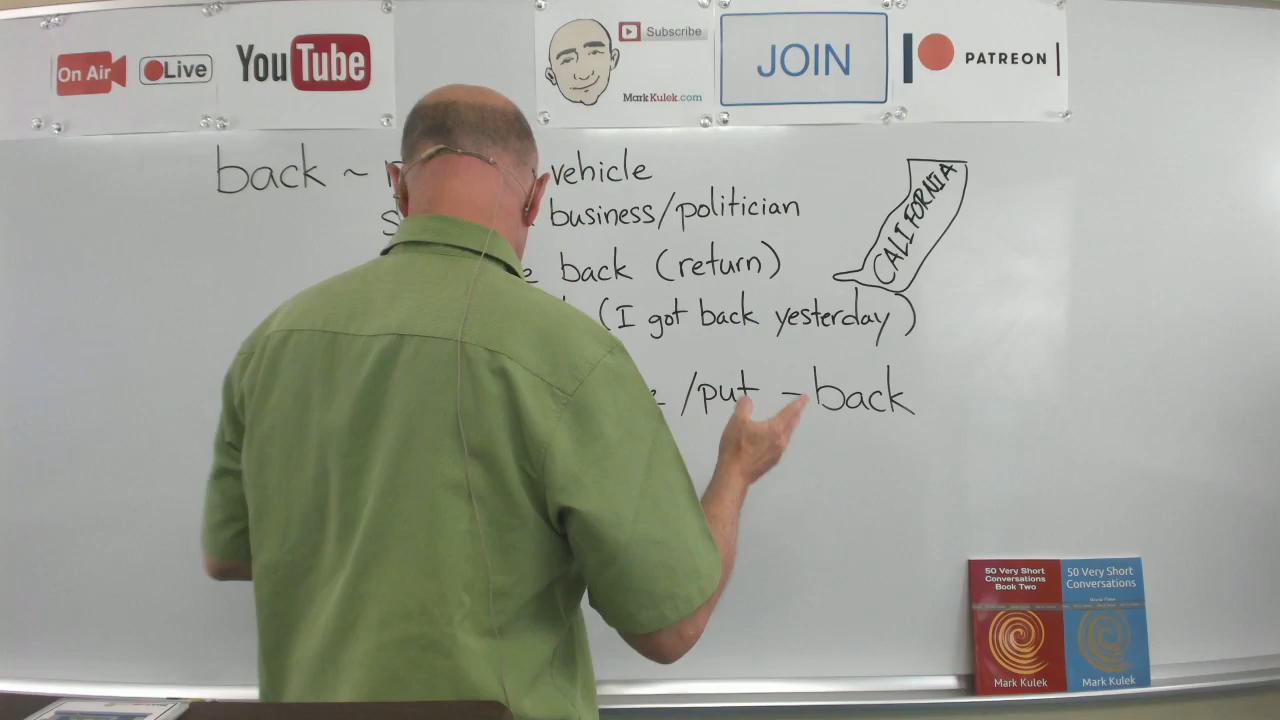 On Air
Live
YouTube
Subscribe
MarkKulek.com
JOIN
PATREON
back ~ vehicle
business/politician
back (return)
(I got back yesterday)
/put - back
CALIFORNIA
50 Very Short
Conversations
Book Two
Mark Kulek
50 Very Short
Conversations
Mark Kulek